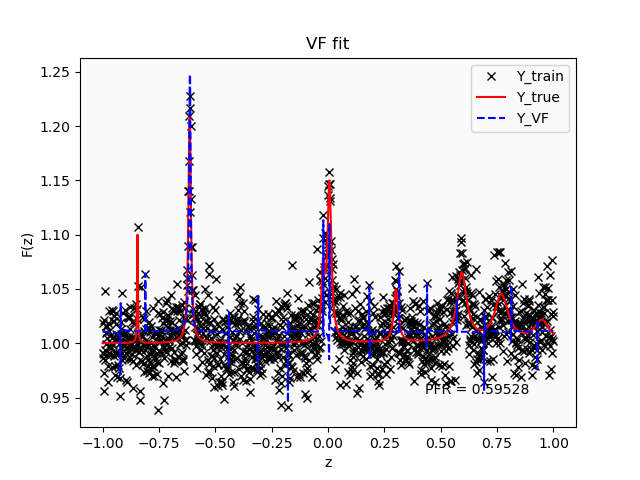 VF fit
Y_train
Y_true
Y_VF
F(z)
1.25
1.20
1.15
1.10
1.05
1.00
0.95
PFR = 0.59528
−1.00 −0.75 −0.50 −0.25 0.00 0.25 0.50 0.75 1.00
z